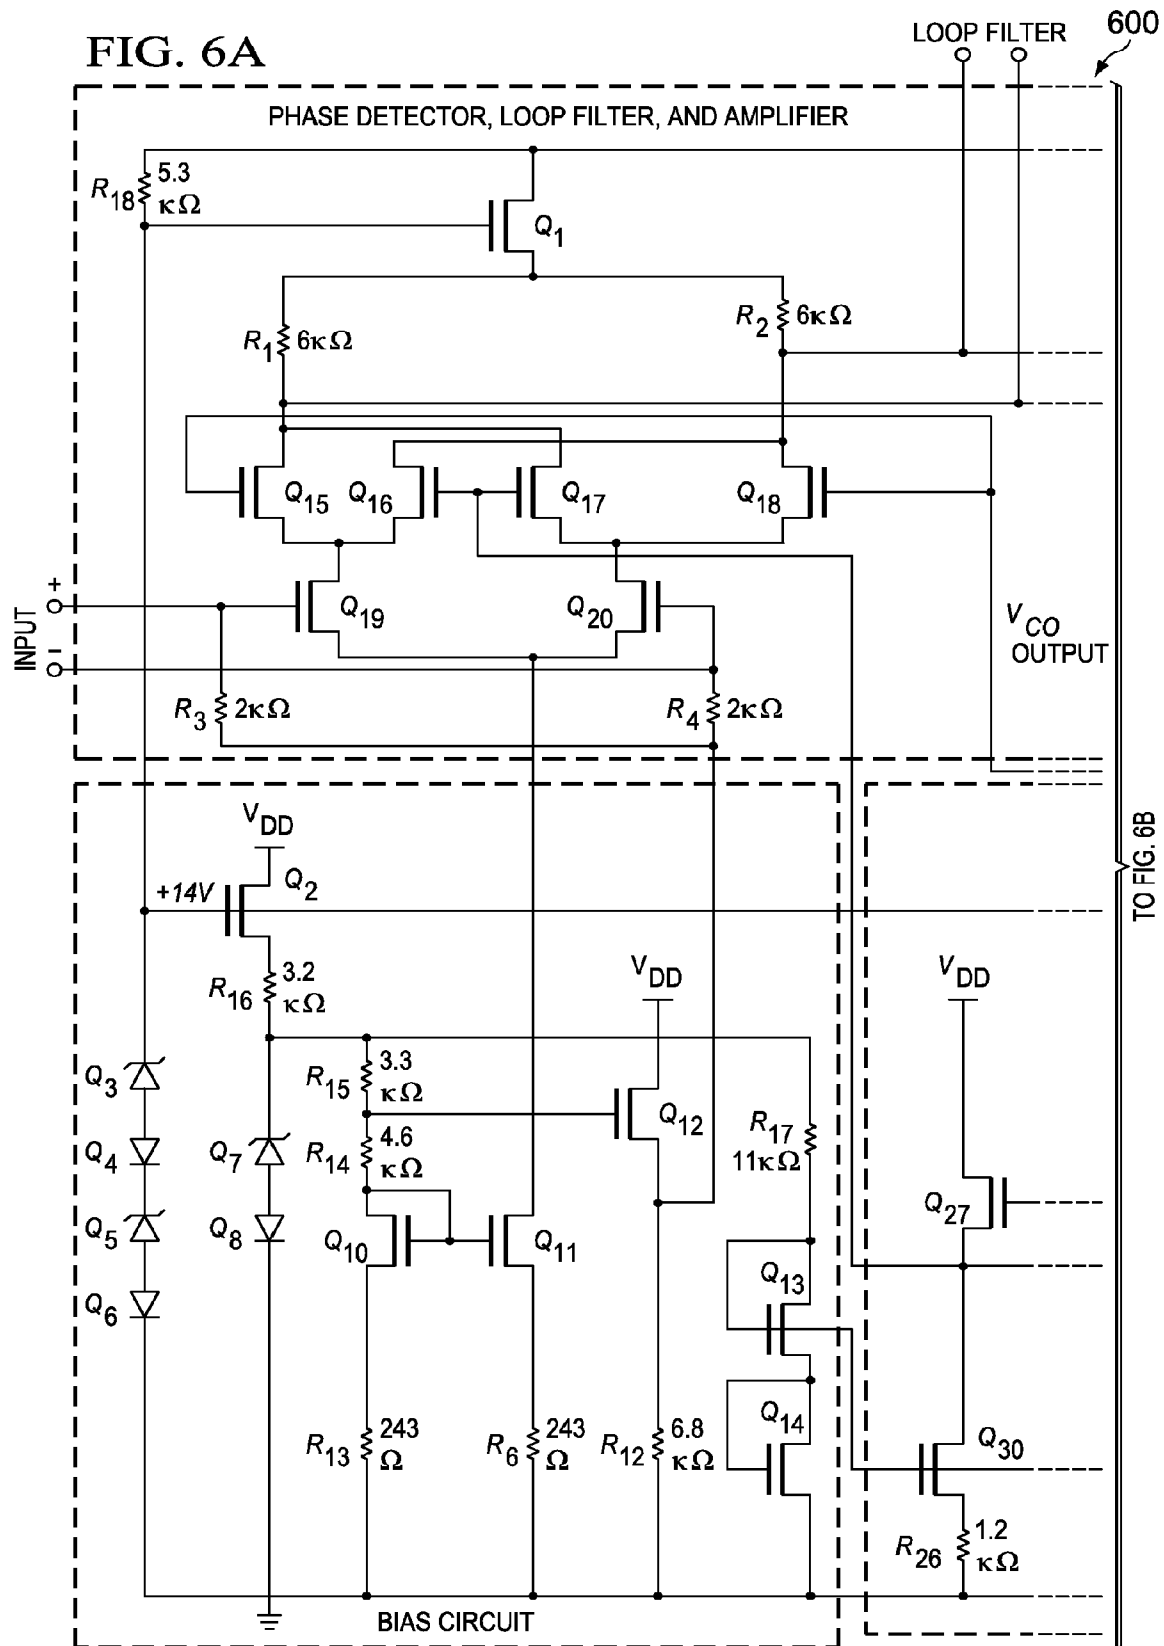 FIG. 6A
LOOP FILTER
600
PHASE DETECTOR, LOOP FILTER, AND AMPLIFIER
R18
5.3
κΩ
Q1
R1
6κΩ
R2
6κΩ
Q15
Q16
Q17
Q18
+
INPUT
-
Q19
Q20
VCO
OUTPUT
R3
2κΩ
R4
2κΩ
VDD
Q2
+14V
TO FIG. 6B
R16
3.2
κΩ
VDD
VDD
Q3
R15
3.3
κΩ
Q12
R17
11κΩ
Q4
Q7
R14
4.6
κΩ
Q5
Q8
Q10
Q11
Q27
Q6
Q13
Q14
R13
243
Ω
R6
243
Ω
R12
6.8
κΩ
Q30
R26
1.2
κΩ
BIAS CIRCUIT